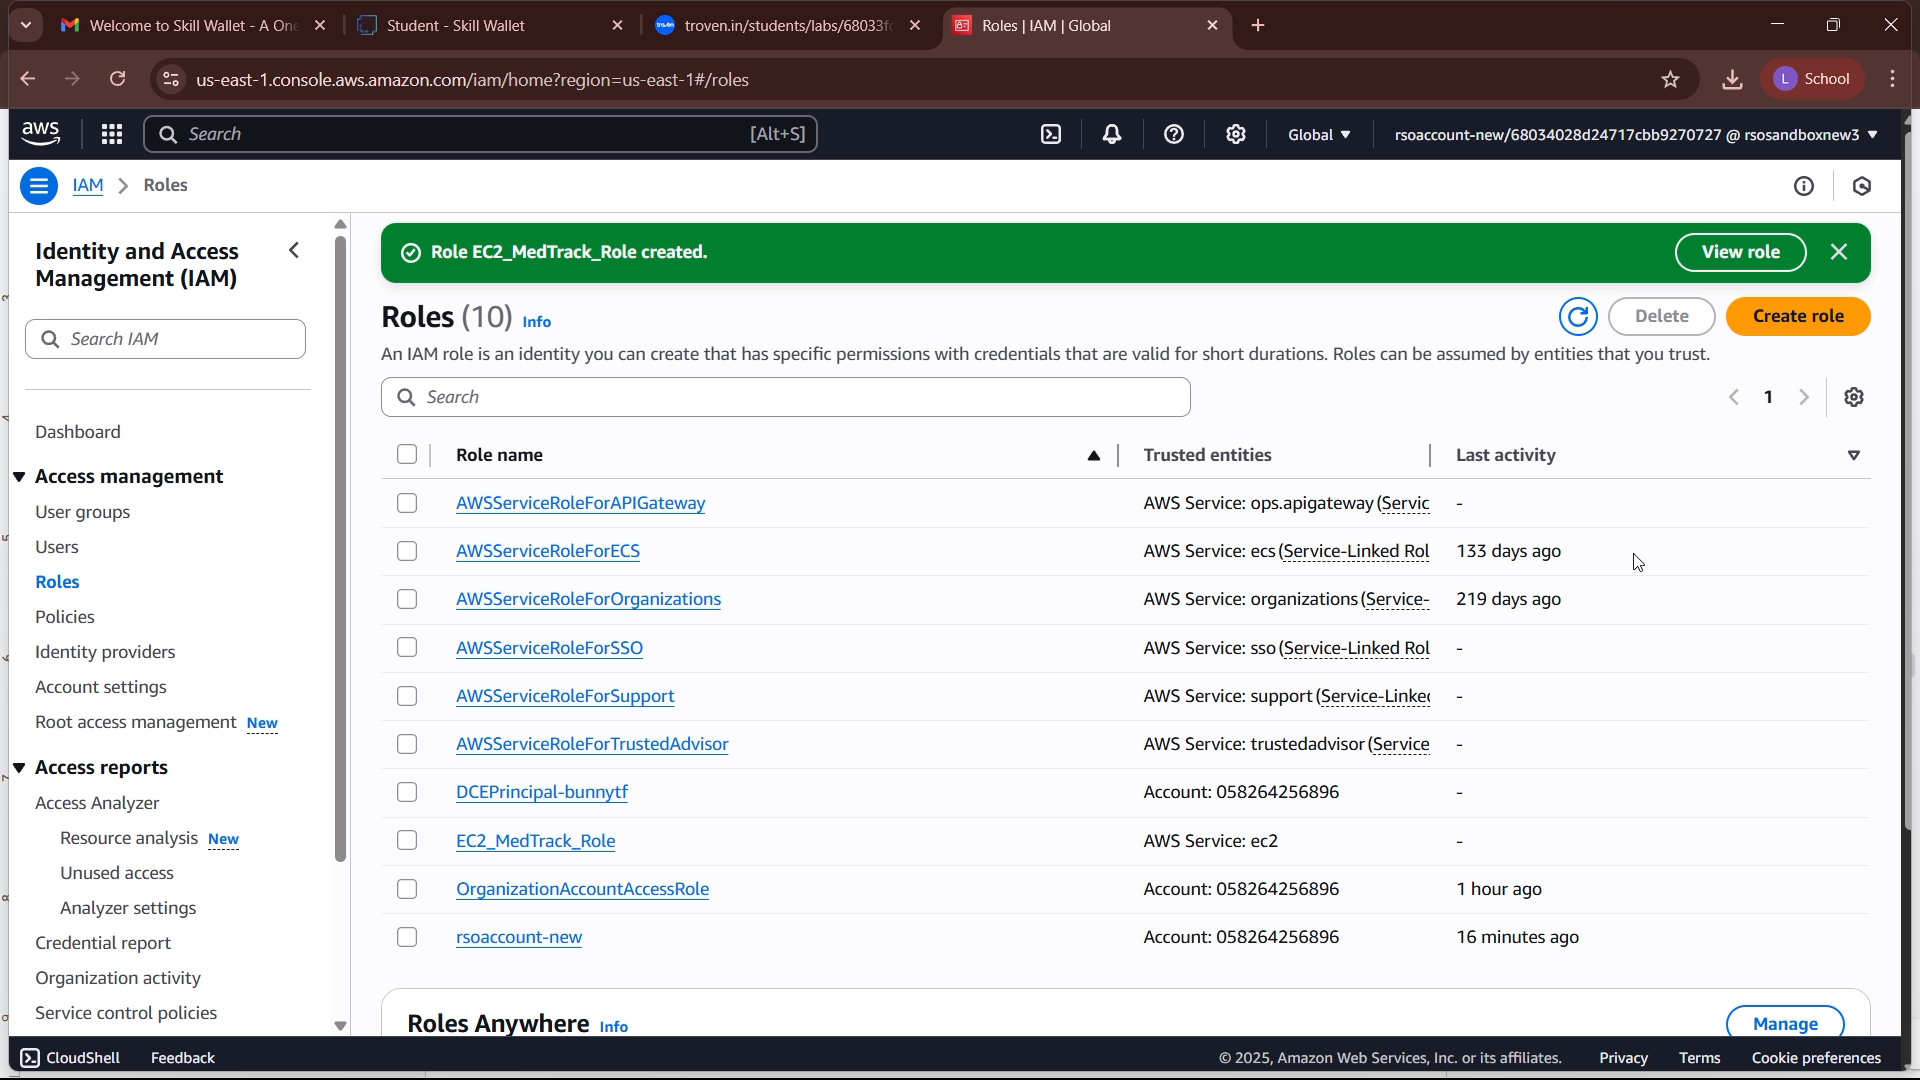 Welcome to Skill Wallet - A One
Student - Skill Wallet
troven.in/students/labs/68033f
Roles | IAM | Global
us-east-1.console.aws.amazon.com/iam/home?region=us-east-1#/roles
L School
aws Search [Alt+S] Global rsoaccount-new/68034028d24717cbb9270727 @ rsosandboxnew3
IAM Roles
Identity and Access
Management (IAM)
Search IAM
Dashboard
Access management
User groups
Users
Roles
Policies
Identity providers
Account settings
Root access management New
Access reports
Access Analyzer
Resource analysis New
Unused access
Analyzer settings
Credential report
Organization activity
Service control policies
Role EC2_MedTrack_Role created. View role
Roles (10) Info Delete Create role
An IAM role is an identity you can create that has specific permissions with credentials that are valid for short durations. Roles can be assumed by entities that you trust.
Search 1
Role name Trusted entities Last activity
AWSServiceRoleForAPIGateway AWS Service: ops.apigateway (Servic -
AWSServiceRoleForECS AWS Service: ecs (Service-Linked Rol 133 days ago
AWSServiceRoleForOrganizations AWS Service: organizations (Service- 219 days ago
AWSServiceRoleForSSO AWS Service: sso (Service-Linked Rol -
AWSServiceRoleForSupport AWS Service: support (Service-Linked -
AWSServiceRoleForTrustedAdvisor AWS Service: trustedadvisor (Service -
DCEPrincipal-bunnytf Account: 058264256896 -
EC2_MedTrack_Role AWS Service: ec2 -
OrganizationAccountAccessRole Account: 058264256896 1 hour ago
rsoaccount-new Account: 058264256896 16 minutes ago
Roles Anywhere Info Manage
CloudShell Feedback © 2025, Amazon Web Services, Inc. or its affiliates. Privacy Terms Cookie preferences